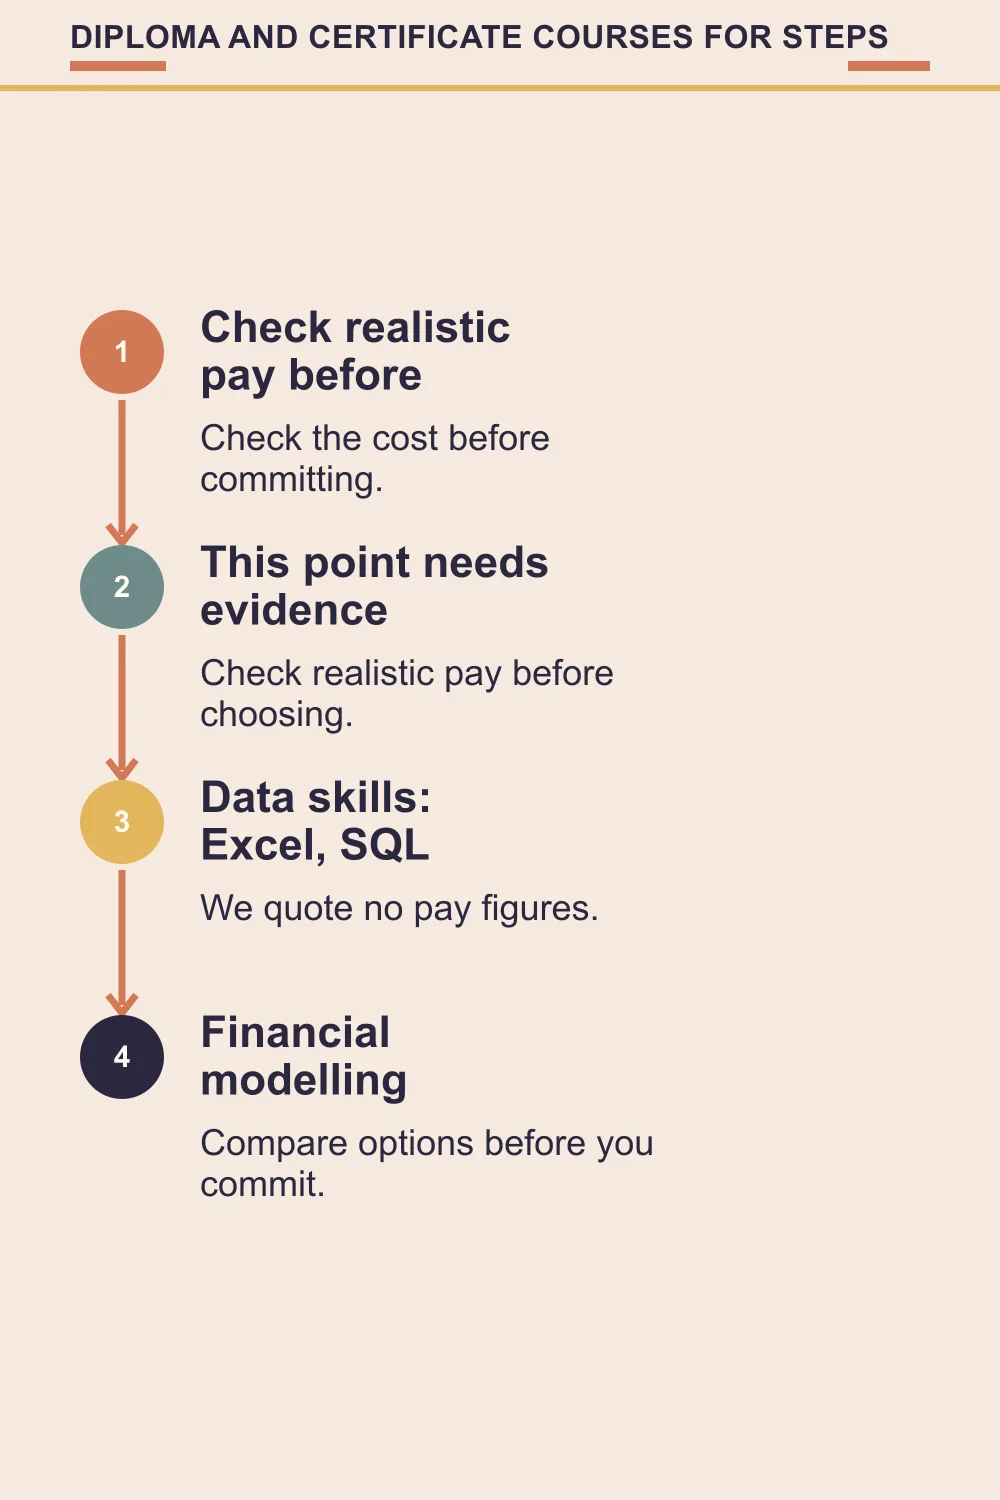 DIPLOMA AND CERTIFICATE COURSES FOR STEPS
1
Check realistic
pay before
Check the cost before
committing.
2
This point needs
evidence
Check realistic pay before
choosing.
3
Data skills:
Excel, SQL
We quote no pay figures.
4
Financial
modelling
Compare options before you
commit.